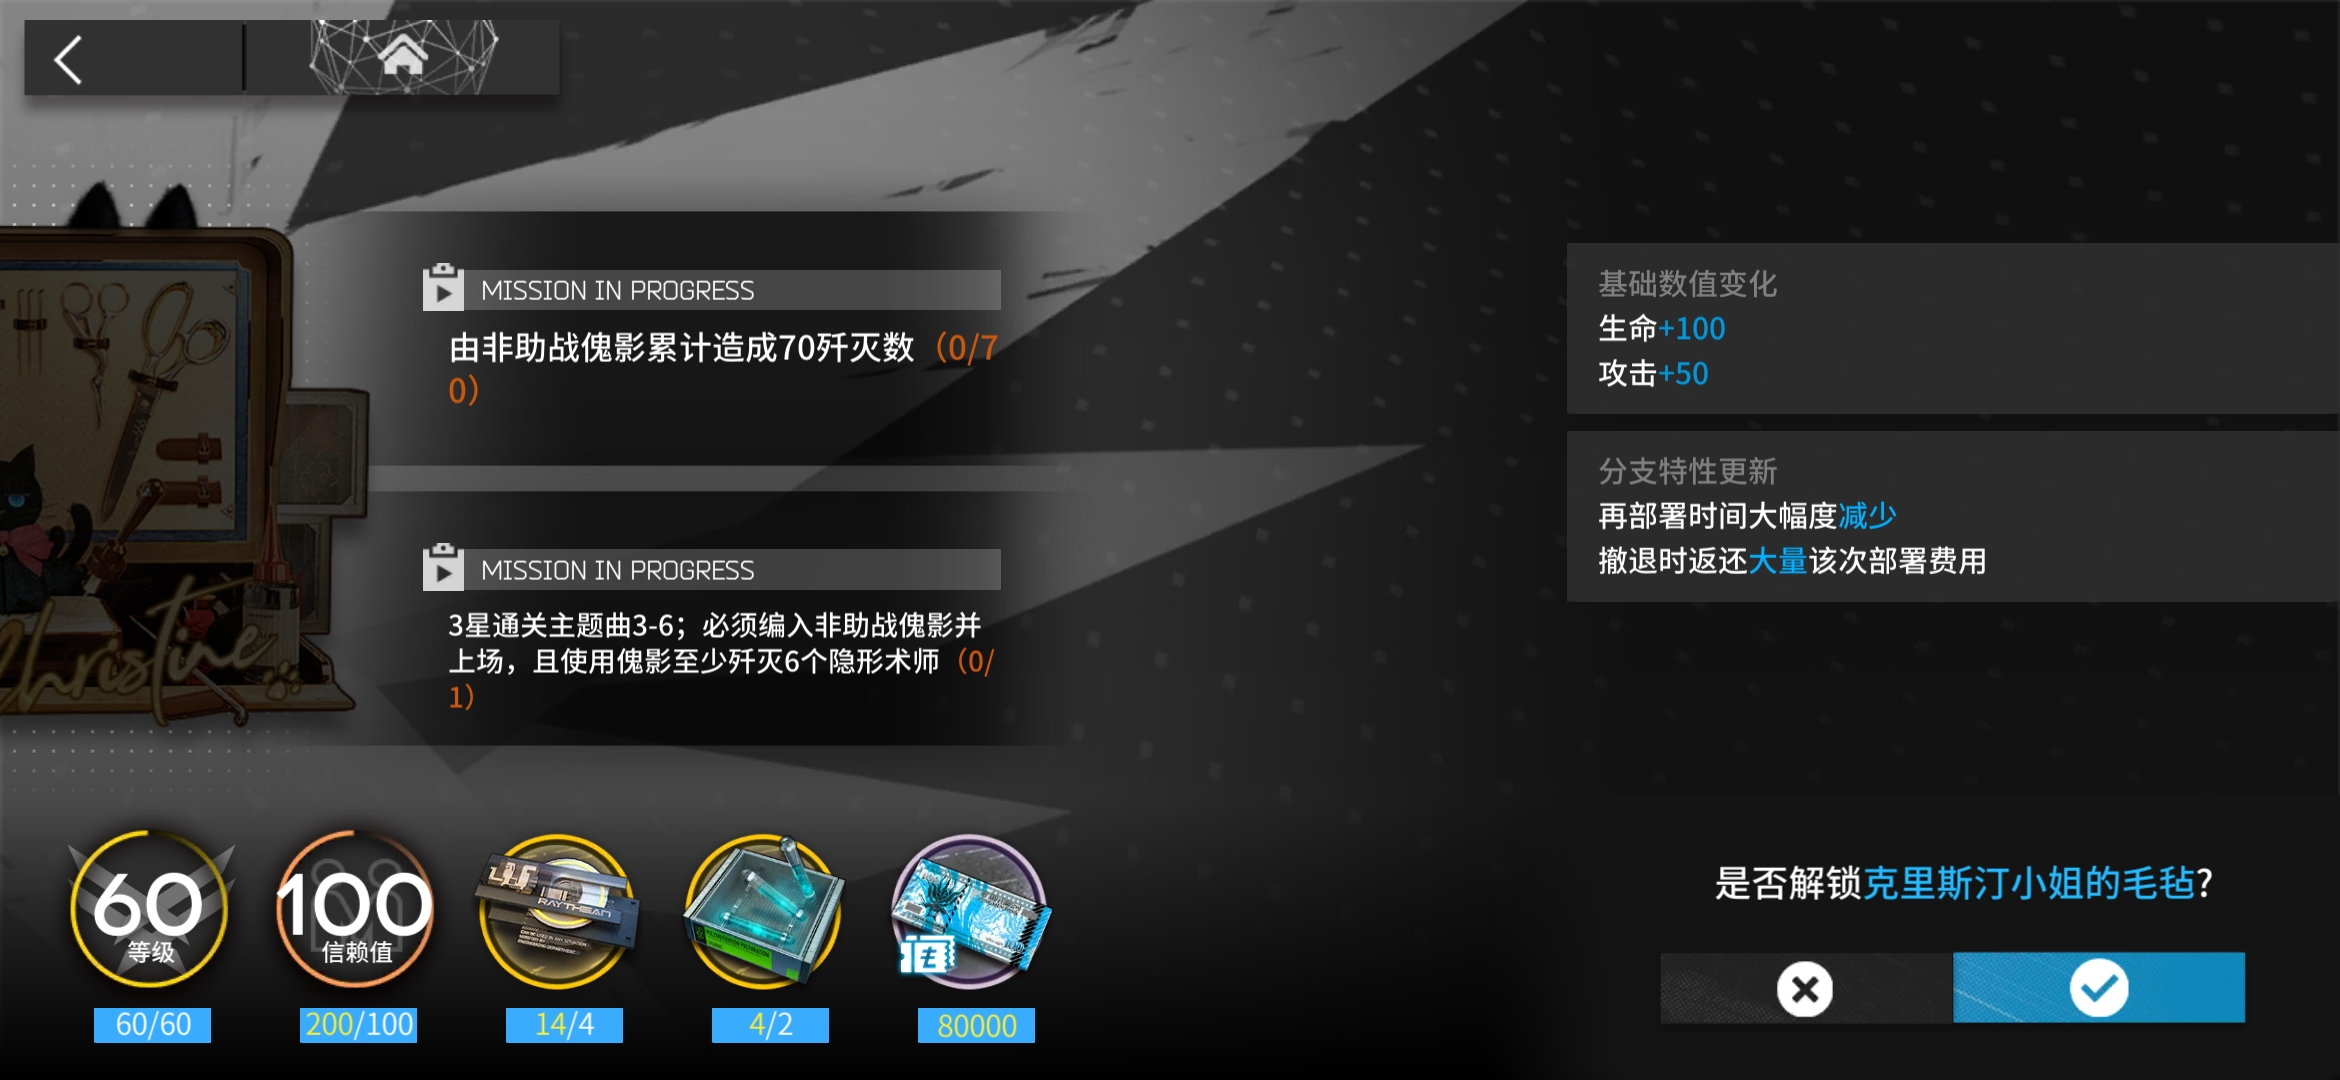 MISSION IN PROGRESS
由非助战傀影累计造成70歼灭数（0/7
0）
MISSION IN PROGRESS
3星通关主题曲3-6；必须编入非助战傀影并
上场，且使用傀影至少歼灭6个隐形术师（0/
1）
基础数值变化
生命+100
攻击+50
分支特性更新
再部署时间大幅度减少
撤退时返还大量该次部署费用
Christine
60
等级
60/60
100
信赖值
200/100
RAYTHEAN
14/4
4/2
80000
是否解锁克里斯汀小姐的毛毡?